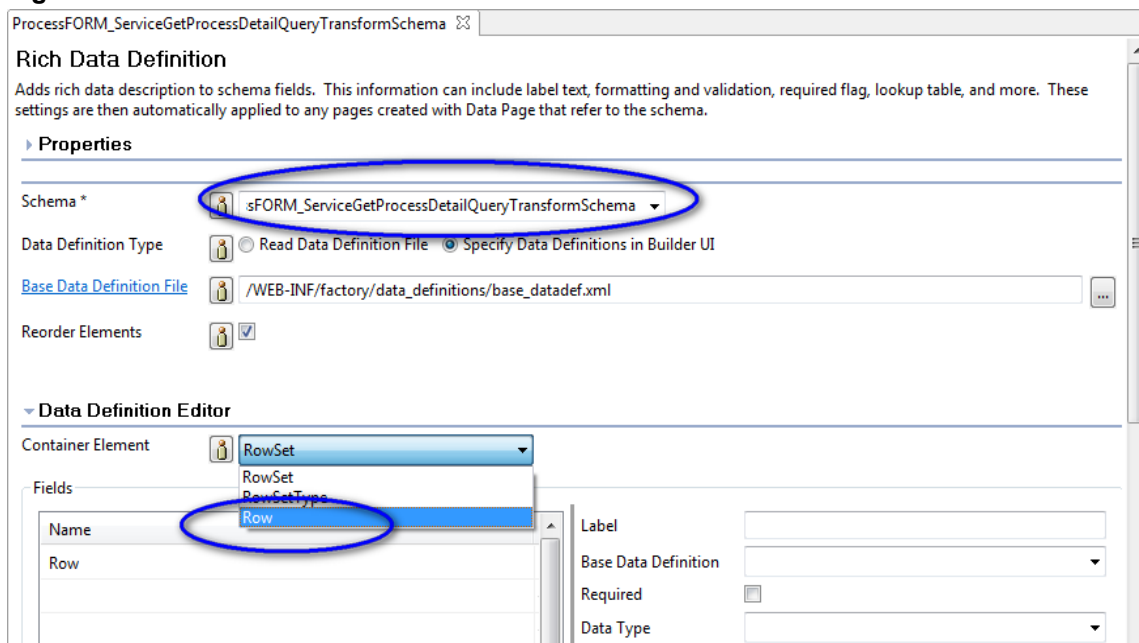 ProcessFORM_ServiceGetProcessDetailQueryTransformSchema
Rich Data Definition
Adds rich data description to schema fields. This information can include label text, formatting and validation, required flag, lookup table, and more. These
settings are then automatically applied to any pages created with Data Page that refer to the schema.
Properties
Schema * sFORM_ServiceGetProcessDetailQueryTransformSchema
Data Definition Type Read Data Definition File Specify Data Definitions in Builder UI
Base Data Definition File /WEB-INF/factory/data_definitions/base_datadef.xml ...
Reorder Elements
Data Definition Editor
Container Element RowSet
RowSet
RowSetType
Row
Fields
Name
Row
Label
Base Data Definition
Required
Data Type